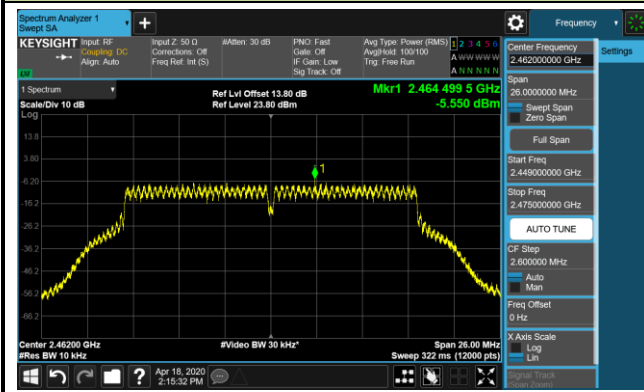 Spectrum Analyzer 1
Swept SA
+
Frequency
KEYSIGHT
Input: RF
Coupling: DC
Align: Auto
Input Z: 50 Ω
Corrections: Off
Freq Ref: Int (S)
#Atten: 30 dB
PNO: Fast
Gate: Off
IF Gain: Low
Sig Track: Off
Avg Type: Power (RMS)
Avg|Hold: 100/100
Trig: Free Run
1 2 3 4 5 6
A W W W W W
A N N N N N
LNI
1 Spectrum
Scale/Div 10 dB
Ref Lvl Offset 13.80 dB
Ref Level 23.80 dBm
Mkr1 2.464 499 5 GHz
-5.550 dBm
Log
13.8
3.80
-6.20
-16.2
-26.2
-36.2
-46.2
-56.2
-66.2
1
Center 2.46200 GHz
#Res BW 10 kHz
#Video BW 30 kHz*
Span 26.00 MHz
Sweep 322 ms (12000 pts)
Apr 18, 2020
2:15:32 PM
Center Frequency
2.462000000 GHz
Settings
Span
26.0000000 MHz
Swept Span
Zero Span
Full Span
Start Freq
2.449000000 GHz
Stop Freq
2.475000000 GHz
AUTO TUNE
CF Step
2.600000 MHz
Auto
Man
Freq Offset
0 Hz
X Axis Scale
Log
Lin
Signal Track
(Span Zoom)